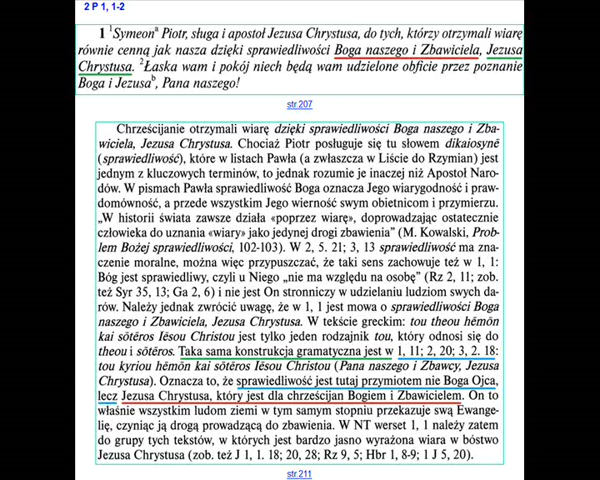 2 P 1, 1-2
1 ¹Symeonᵃ Piotr, sługa i apostoł Jezusa Chrystusa, do tych, którzy otrzymali wiarę
równie cenną jak nasza dzięki sprawiedliwości Boga naszego i Zbawiciela, Jezusa
Chrystusa. ²Łaska wam i pokój niech będą wam udzielone obficie przez poznanie
Boga i Jezusaᵇ, Pana naszego!
str.207
Chrześcijanie otrzymali wiarę dzięki sprawiedliwości Boga naszego i Zba-
wiciela, Jezusa Chrystusa. Chociaż Piotr posługuje się tu słowem dikaiosynē
(sprawiedliwość), które w listach Pawła (a zwłaszcza w Liście do Rzymian) jest
jednym z kluczowych terminów, to jednak rozumie je inaczej niż Apostoł Naro-
dów. W pismach Pawła sprawiedliwość Boga oznacza Jego wiarygodność i praw-
domówność, a przede wszystkim Jego wierność swym obietnicom i przymierzu.
„W historii świata zawsze działa «poprzez wiarę», doprowadzając ostatecznie
człowieka do uznania «wiary» jako jedynej drogi zbawienia” (M. Kowalski, Prob-
lem Bożej sprawiedliwości, 102-103). W 2, 5. 21; 3, 13 sprawiedliwość ma zna-
czenie moralne, można więc przypuszczać, że taki sens zachowuje też w 1, 1:
Bóg jest sprawiedliwy, czyli u Niego „nie ma względu na osobę” (Rz 2, 11; zob.
też Syr 35, 13; Ga 2, 6) i nie jest On stronniczy w udzielaniu ludziom swych da-
rów. Należy jednak zwrócić uwagę, że w 1, 1 jest mowa o sprawiedliwości Boga
naszego i Zbawiciela, Jezusa Chrystusa. W tekście greckim: tou theou hēmōn
kai sōtēros Iēsou Christou jest tylko jeden rodzajnik tou, który odnosi się do
theou i sōtēros. Taka sama konstrukcja gramatyczna jest w 1, 11; 2, 20; 3, 2. 18:
tou kyriou hēmōn kai sōtēros Iēsou Christou (Pana naszego i Zbawcy, Jezusa
Chrystusa). Oznacza to, że sprawiedliwość jest tutaj przymiotem nie Boga Ojca,
lecz Jezusa Chrystusa, który jest dla chrześcijan Bogiem i Zbawicielem. On to
właśnie wszystkim ludom ziemi w tym samym stopniu przekazuje swą Ewange-
lię, czyniąc ją drogą prowadzącą do zbawienia. W NT werset 1, 1 należy zatem
do grupy tych tekstów, w których jest bardzo jasno wyrażona wiara w bóstwo
Jezusa Chrystusa (zob. też J 1, 1. 18; 20, 28; Rz 9, 5; Hbr 1, 8-9; 1 J 5, 20).
str.211